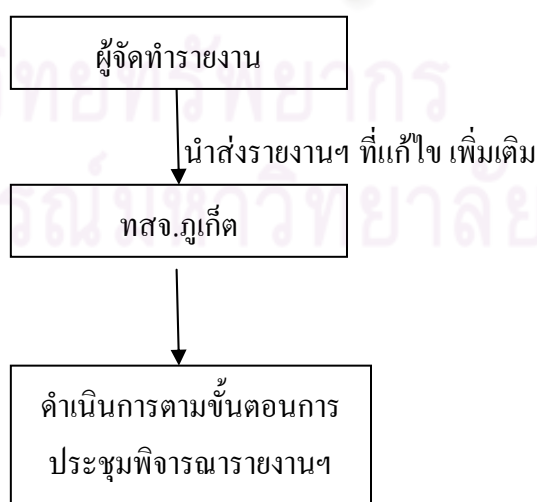 ผู้จัดทำรายงาน
นำส่งรายงานฯ ที่แก้ไข เพิ่มเติม
ทสจ.ภูเก็ต
ดำเนินการตามขั้นตอนการ
ประชุมพิจารณารายงานฯ